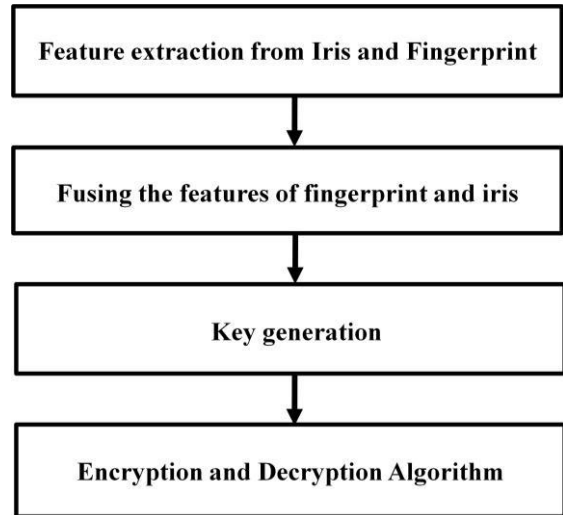 Feature extraction from Iris and Fingerprint
Fusing the features of fingerprint and iris
Key generation
Encryption and Decryption Algorithm